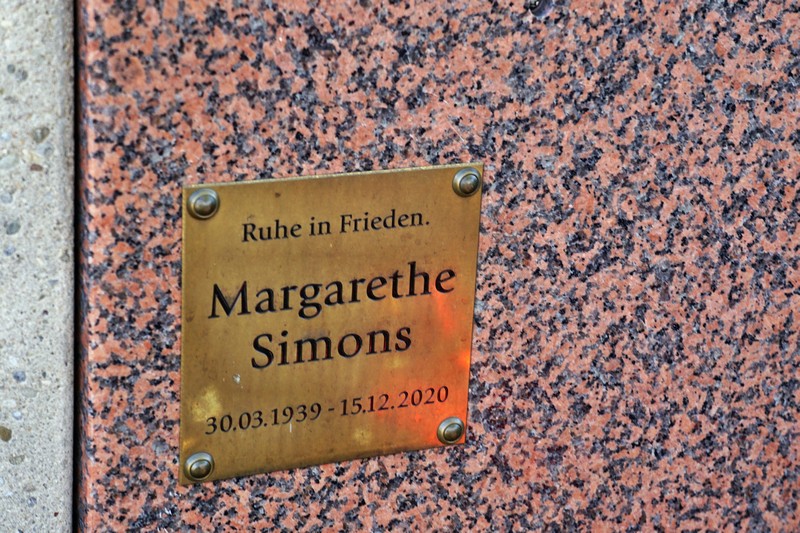 Ruhe in Frieden.
Margarethe
Simons
30.03.1939 - 15.12.2020